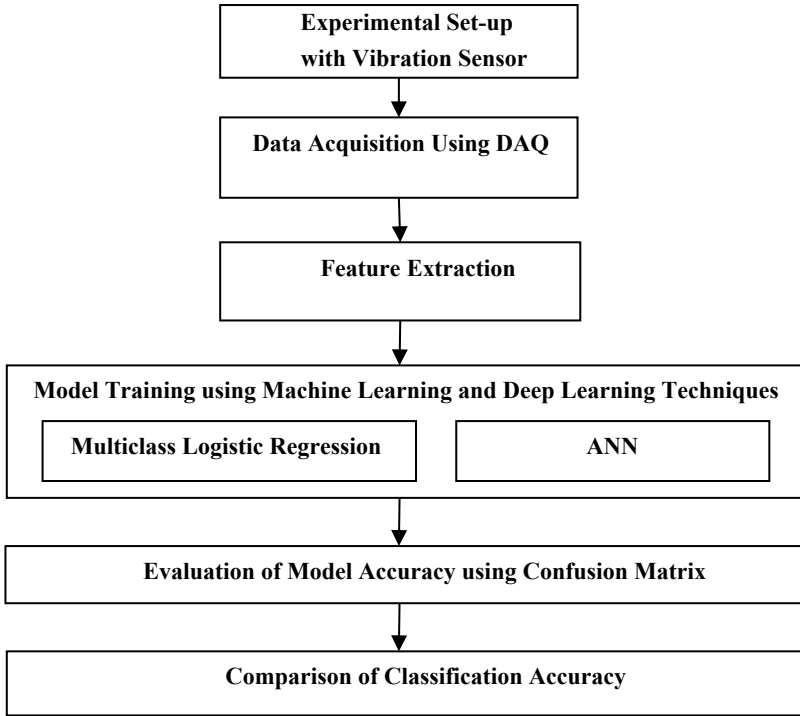 Experimental Set-up
with Vibration Sensor
Data Acquisition Using DAQ
Feature Extraction
Model Training using Machine Learning and Deep Learning Techniques
Multiclass Logistic Regression
ANN
Evaluation of Model Accuracy using Confusion Matrix
Comparison of Classification Accuracy